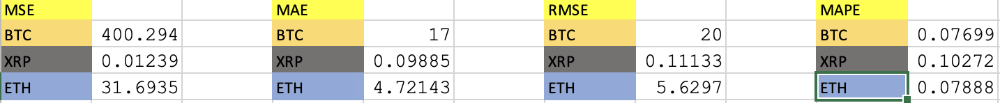 MSE MAE RMSE MAPE
BTC 400.294 BTC 17 BTC 20 BTC 0.07699
XRP 0.01239 XRP 0.09885 XRP 0.11133 XRP 0.10272
ETH 31.6935 ETH 4.72143 ETH 5.6297 ETH 0.07888